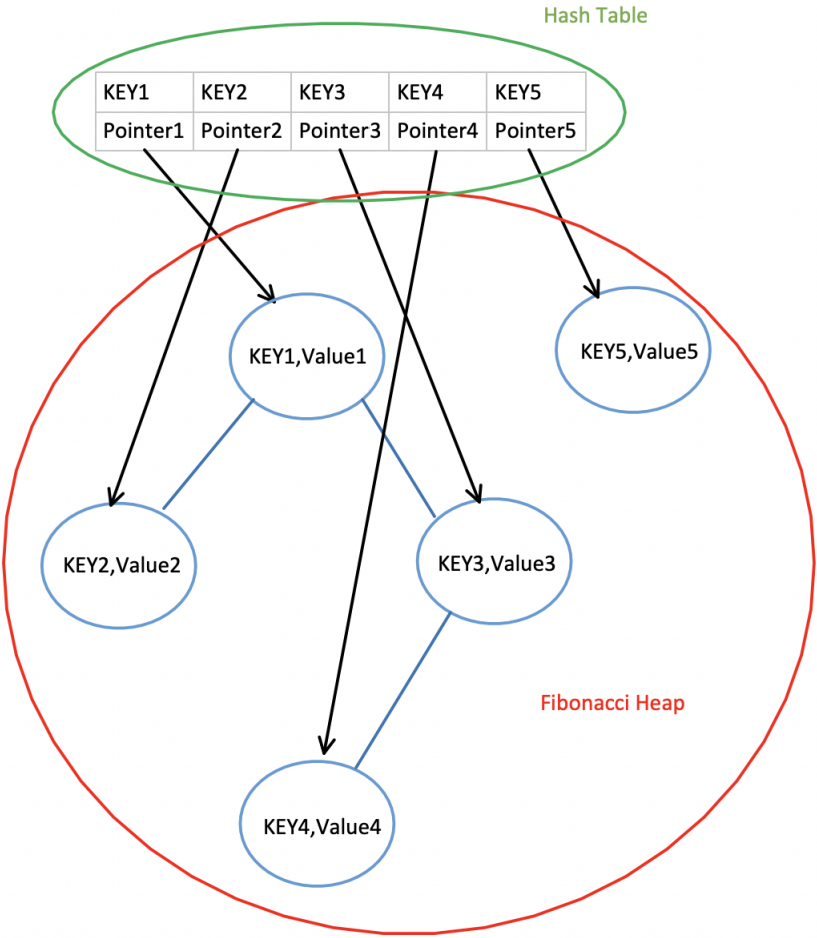 Hash Table
KEY1 KEY2 KEY3 KEY4 KEY5
Pointer1 Pointer2 Pointer3 Pointer4 Pointer5
KEY1,Value1
KEY5,Value5
KEY2,Value2
KEY3,Value3
Fibonacci Heap
KEY4,Value4